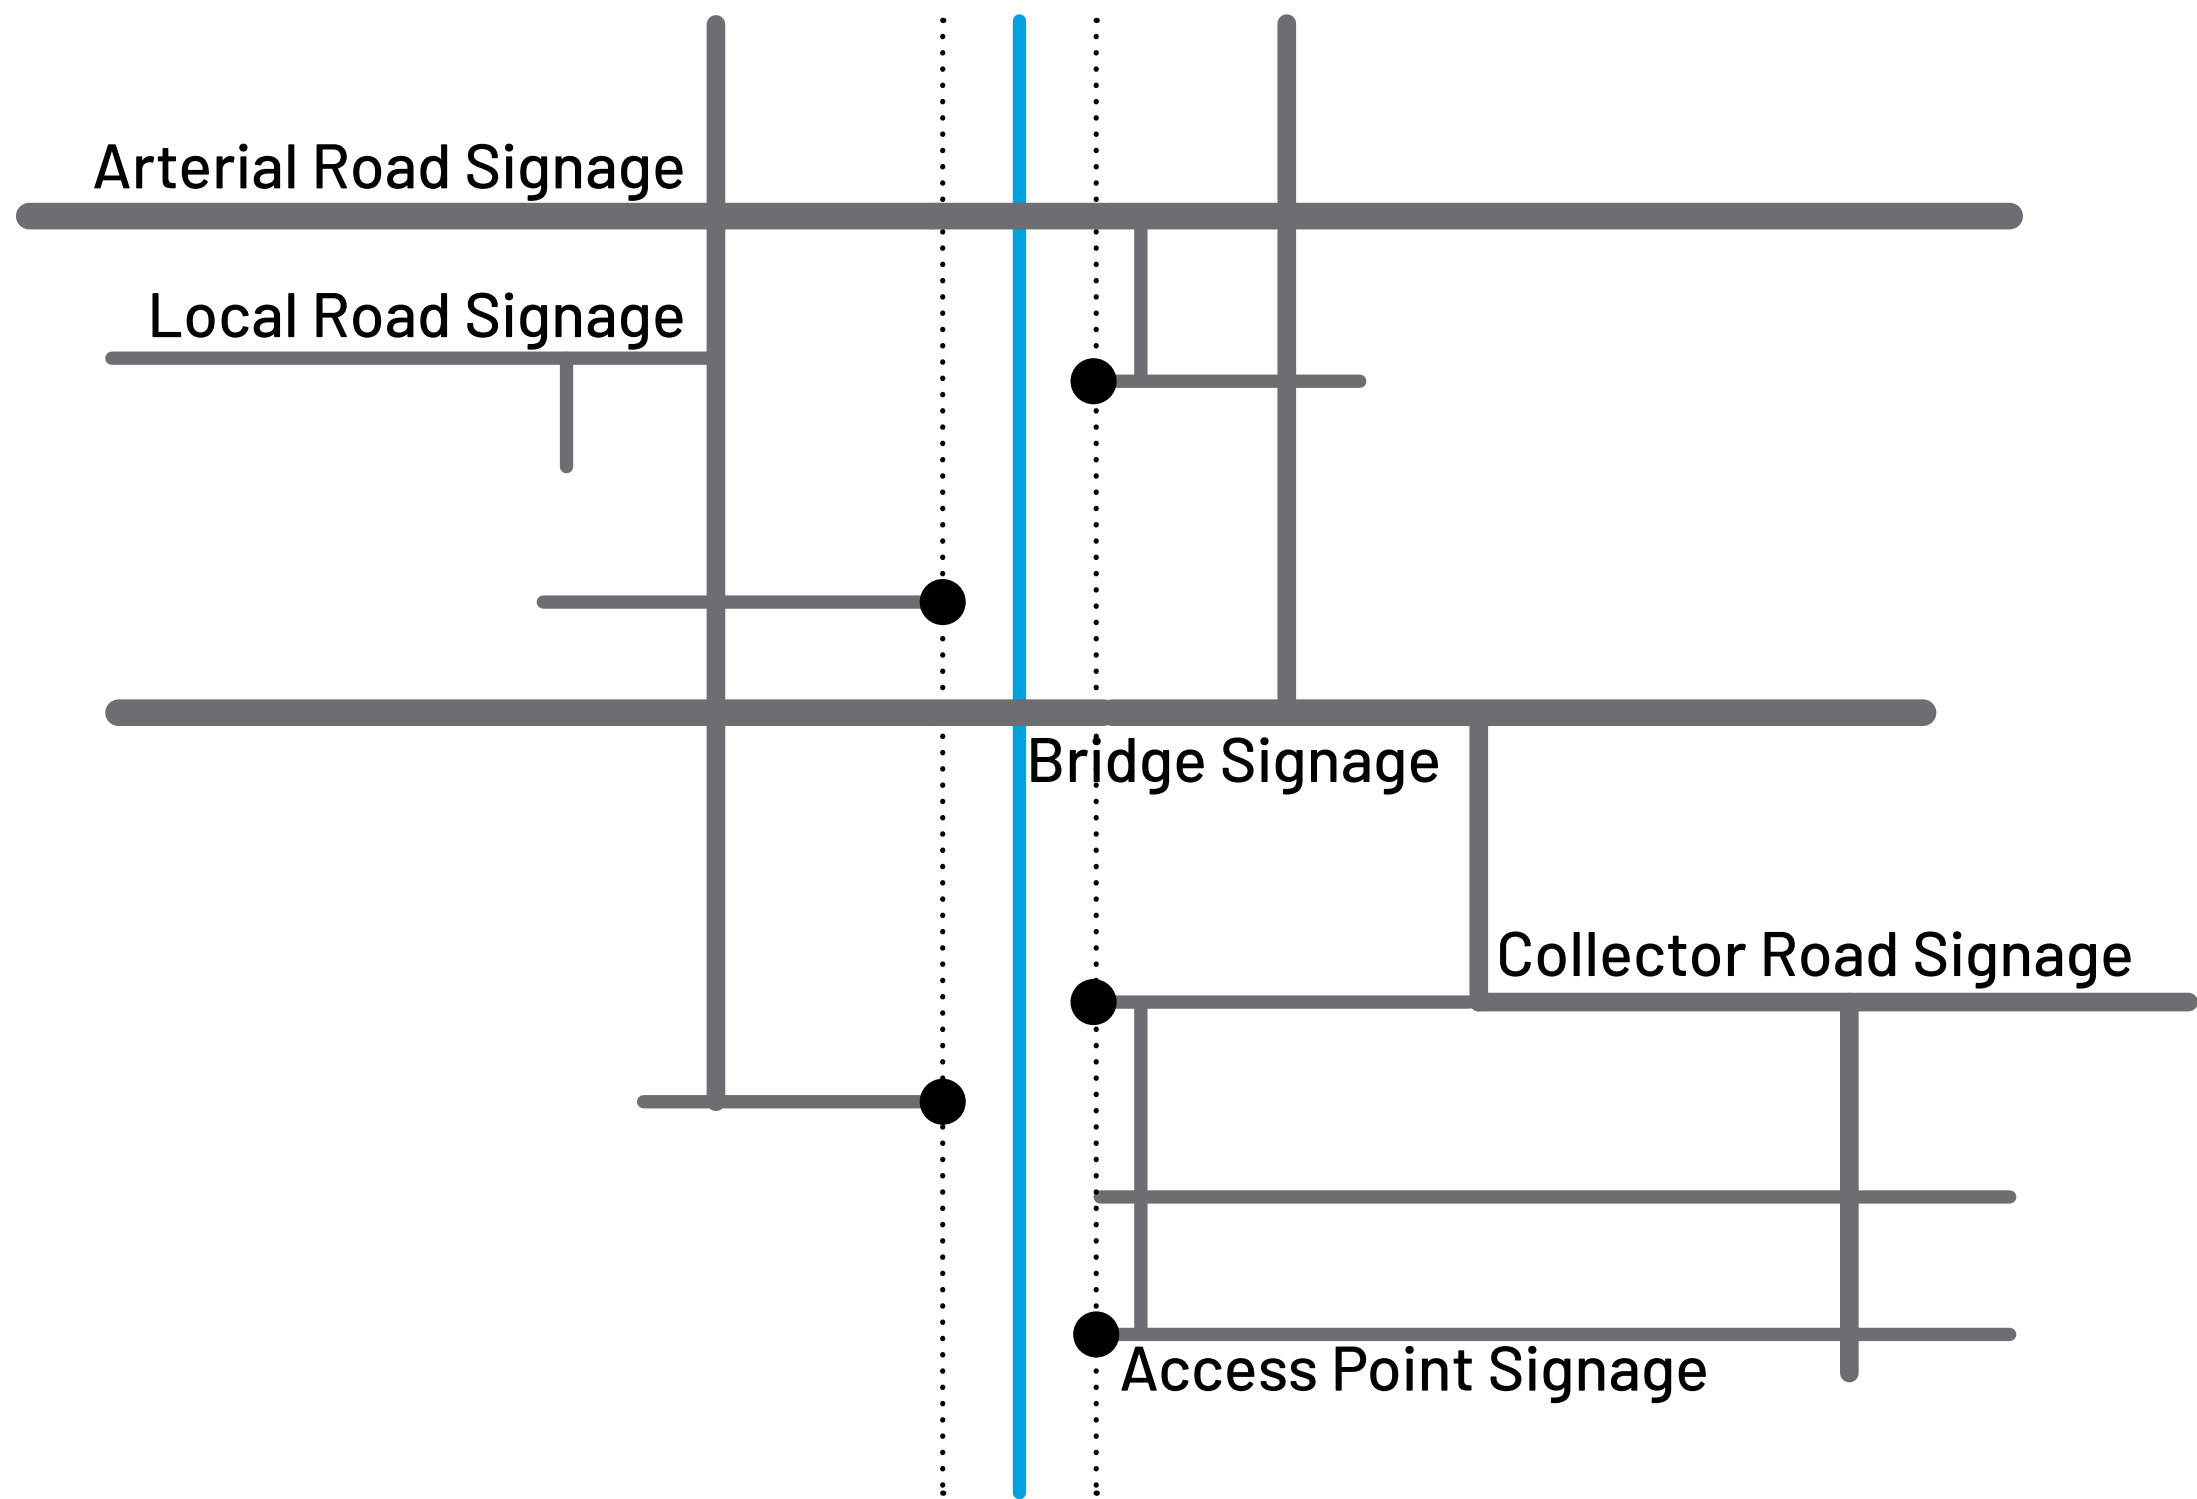 Arterial Road Signage
Local Road Signage
Bridge Signage
Collector Road Signage
Access Point Signage